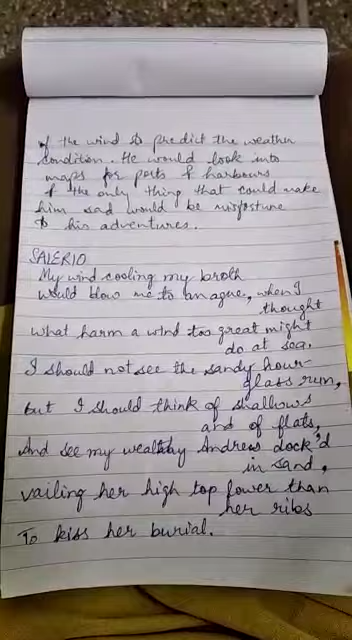 of the wind to predict the weather
condition. He would look into
maps for ports & harbours
& the only thing that could make
him sad would be misfortune
to his adventures.
SALERIO
My wind cooling my broth
would blow me to an ague, when I
thought
what harm a wind too great might
do at sea.
I should not see the sandy hour
glass run,
But I should think of shallows
and of flats,
And see my wealthy Andrew dock'd
in sand,
vailing her high top lower than
her ribs
To kiss her burial.